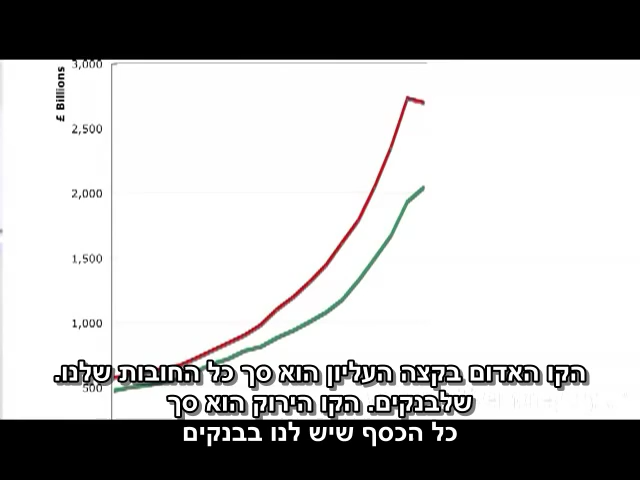 3,000
£ Billions
2,500
2,000
1,500
1,000
500
הקו האדום בקצה העליון הוא סך כל החובות שלנו.
שלבנקים. הקו הירוק הוא סך
כל הכסף שיש לנו בבנקים